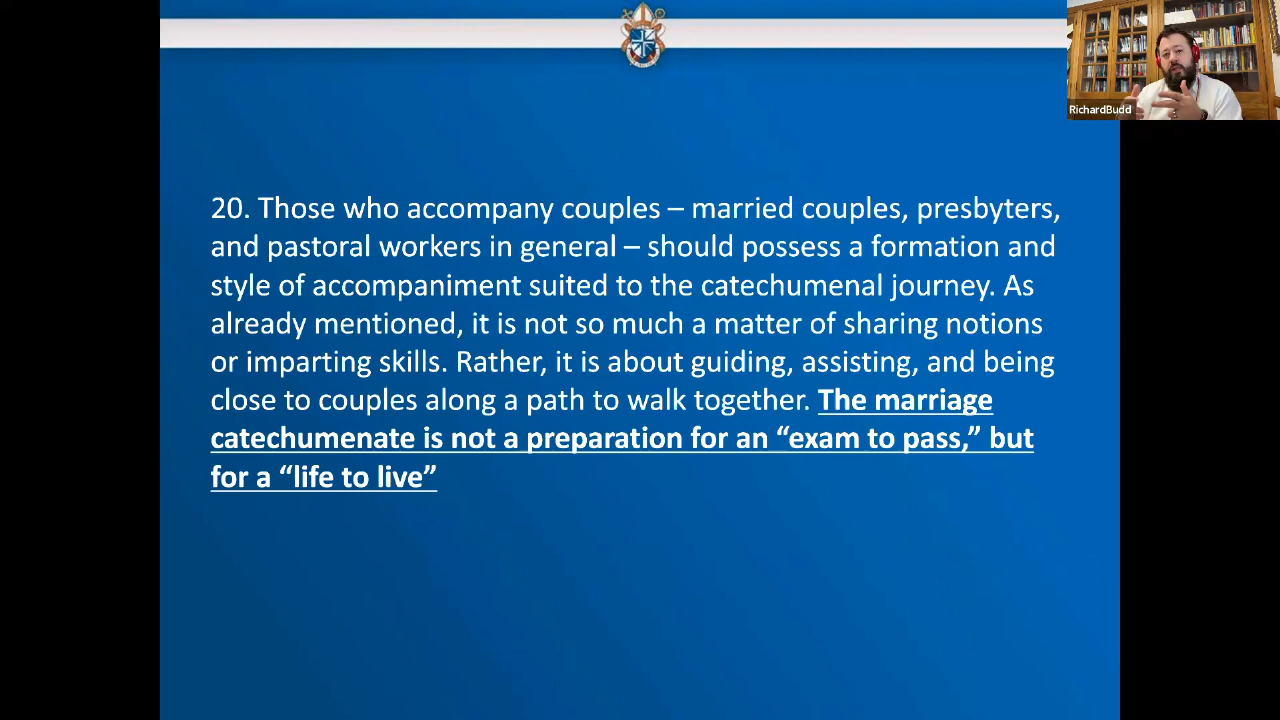 RichardBudd
20. Those who accompany couples – married couples, presbyters,
and pastoral workers in general – should possess a formation and
style of accompaniment suited to the catechumenal journey. As
already mentioned, it is not so much a matter of sharing notions
or imparting skills. Rather, it is about guiding, assisting, and being
close to couples along a path to walk together. The marriage
catechumenate is not a preparation for an “exam to pass,” but
for a “life to live”